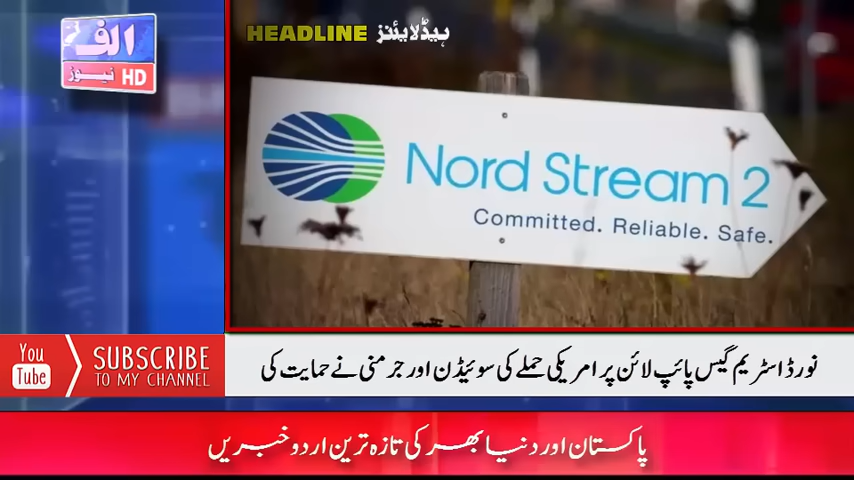 الف
نیوز HD
HEADLINE ہیڈلائینز
Nord Stream 2
Committed. Reliable. Safe.
You
Tube
SUBSCRIBE
TO MY CHANNEL
نورڈ اسٹریم گیس پائپ لائن پر امریکی حملے کی سوئیڈن اور جرمنی نے حمایت کی
پاکستان اور دنیا بھر کی تازہ ترین اردو خبریں